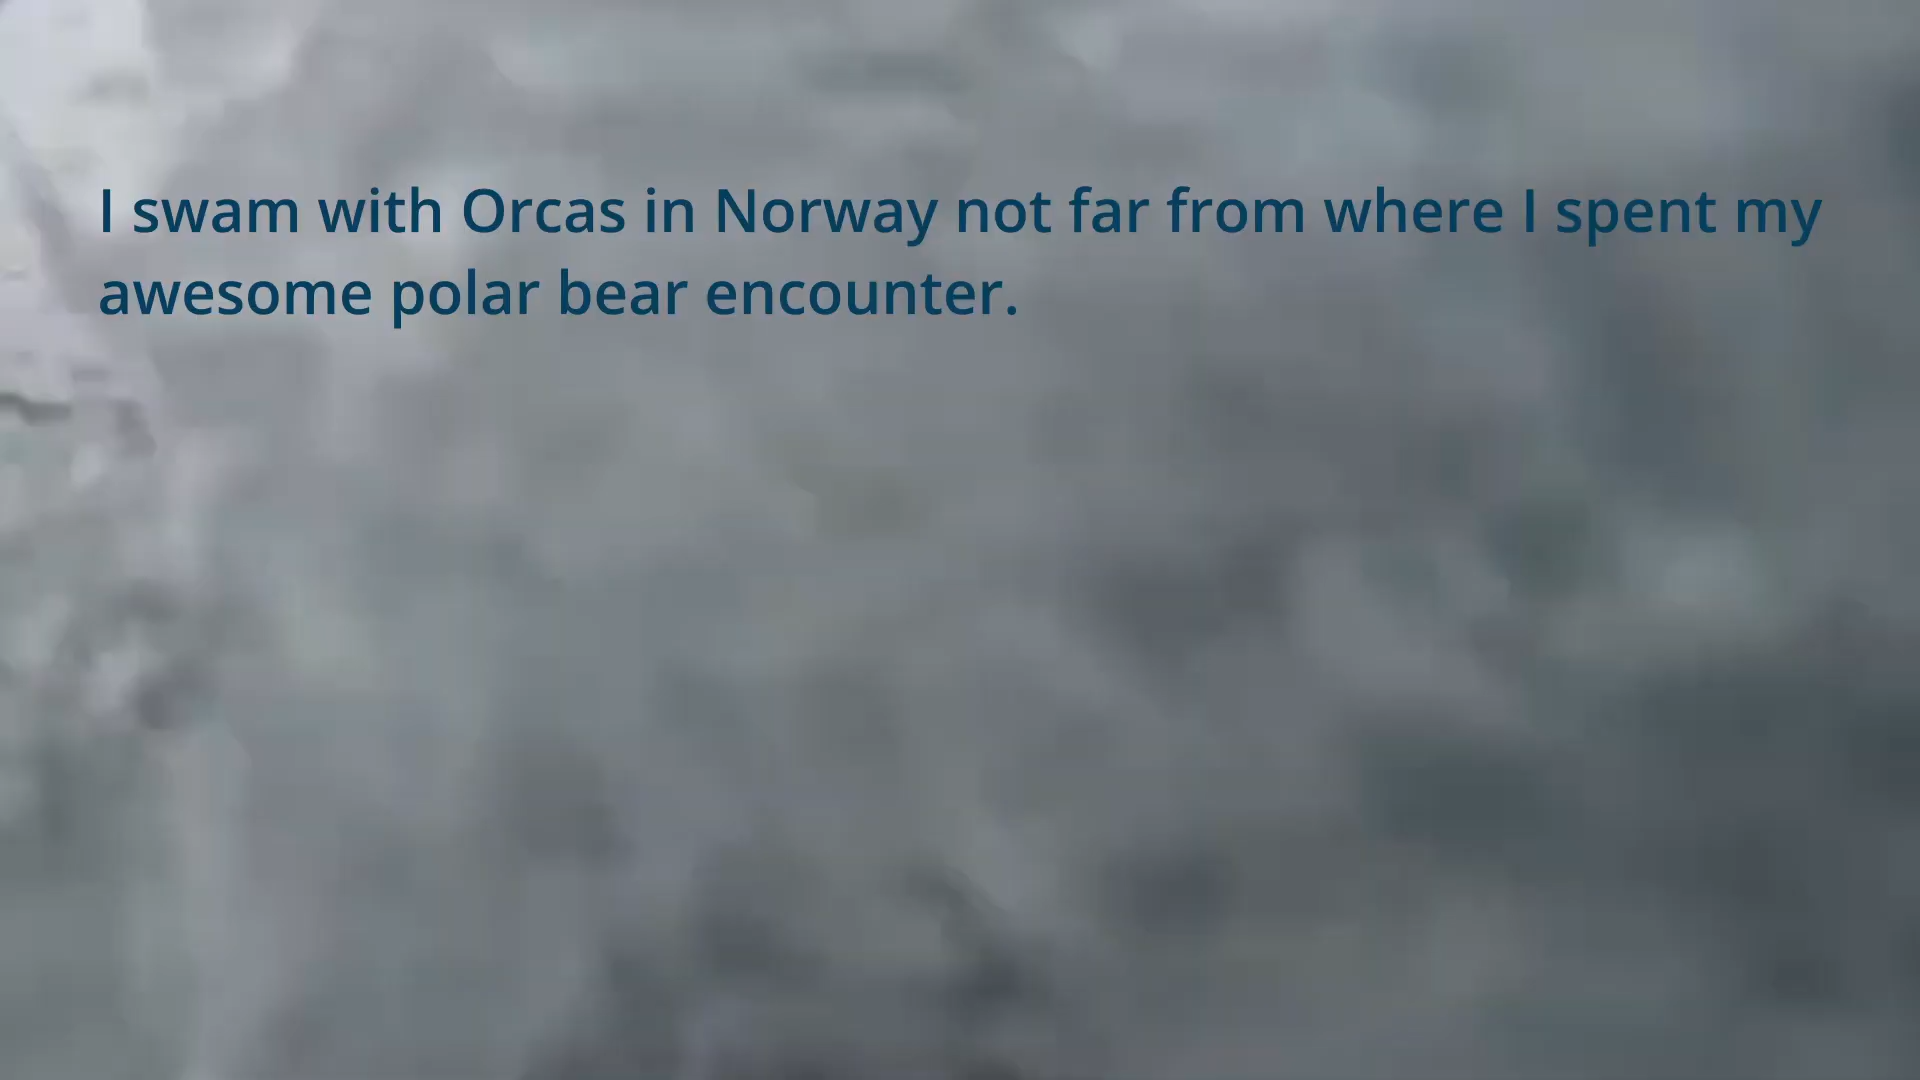 I swam with Orcas in Norway not far from where I spent my
awesome polar bear encounter.